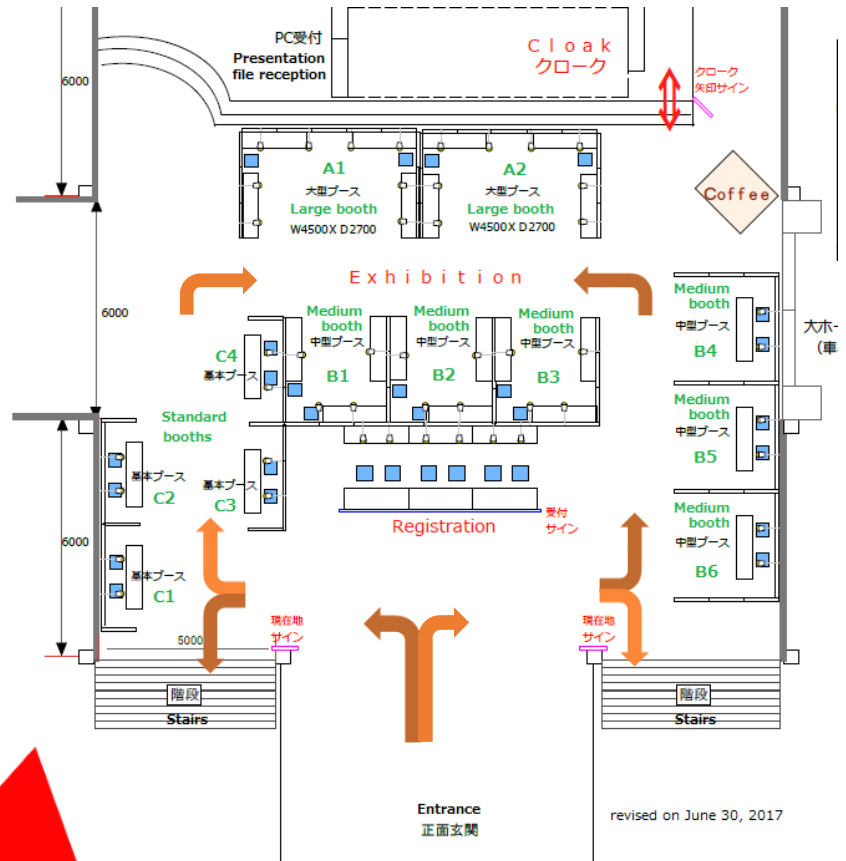 PC受付
Presentation
file reception
Cloak
クローク
クローク
矢印サイン
6000
A1
大型ブース
Large booth
W4500X D2700
A2
大型ブース
Large booth
W4500X D2700
Coffee
Exhibition
6000
Medium
booth
中型ブース
B1
Medium
booth
中型ブース
B2
Medium
booth
中型ブース
B3
Medium
booth
中型ブース
B4
大ホー
（車
C4
基本ブース
Standard
booths
基本ブース
C2
基本ブース
C3
Medium
booth
中型ブース
B5
Registration
受付
サイン
Medium
booth
中型ブース
B6
6000
基本ブース
C1
5000
現在地
サイン
現在地
サイン
階段
Stairs
階段
Stairs
Entrance
正面玄関
revised on June 30, 2017